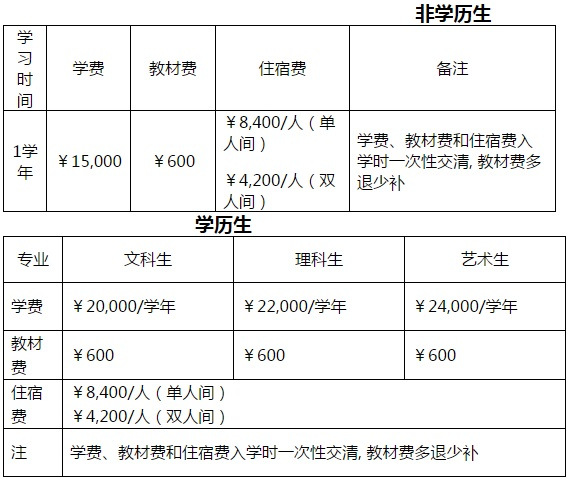 非学历生
学习时间 学费 教材费 住宿费 备注
1学年 ￥15,000 ￥600 ￥8,400/人（单人间） ￥4,200/人（双人间） 学费、教材费和住宿费入学时一次性交清, 教材费多退少补
学历生
专业 文科生 理科生 艺术生
学费 ￥20,000/学年 ￥22,000/学年 ￥24,000/学年
教材费 ￥600 ￥600 ￥600
住宿费 ￥8,400/人（单人间）
￥4,200/人（双人间）
注 学费、教材费和住宿费入学时一次性交清, 教材费多退少补